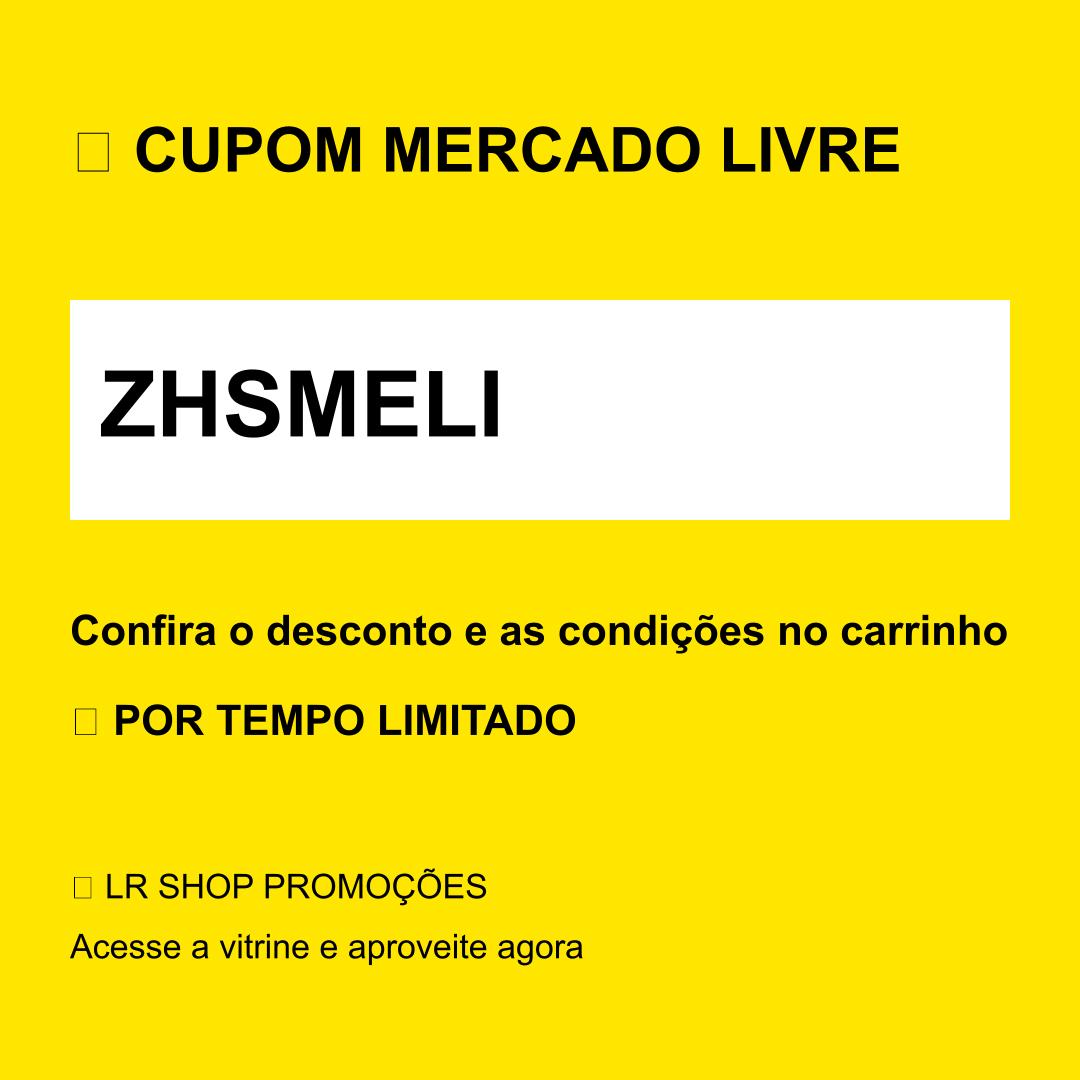 □ CUPOM MERCADO LIVRE
ZHSMELI
Confira o desconto e as condições no carrinho
□ POR TEMPO LIMITADO
□ LR SHOP PROMOÇÕES
Acesse a vitrine e aproveite agora